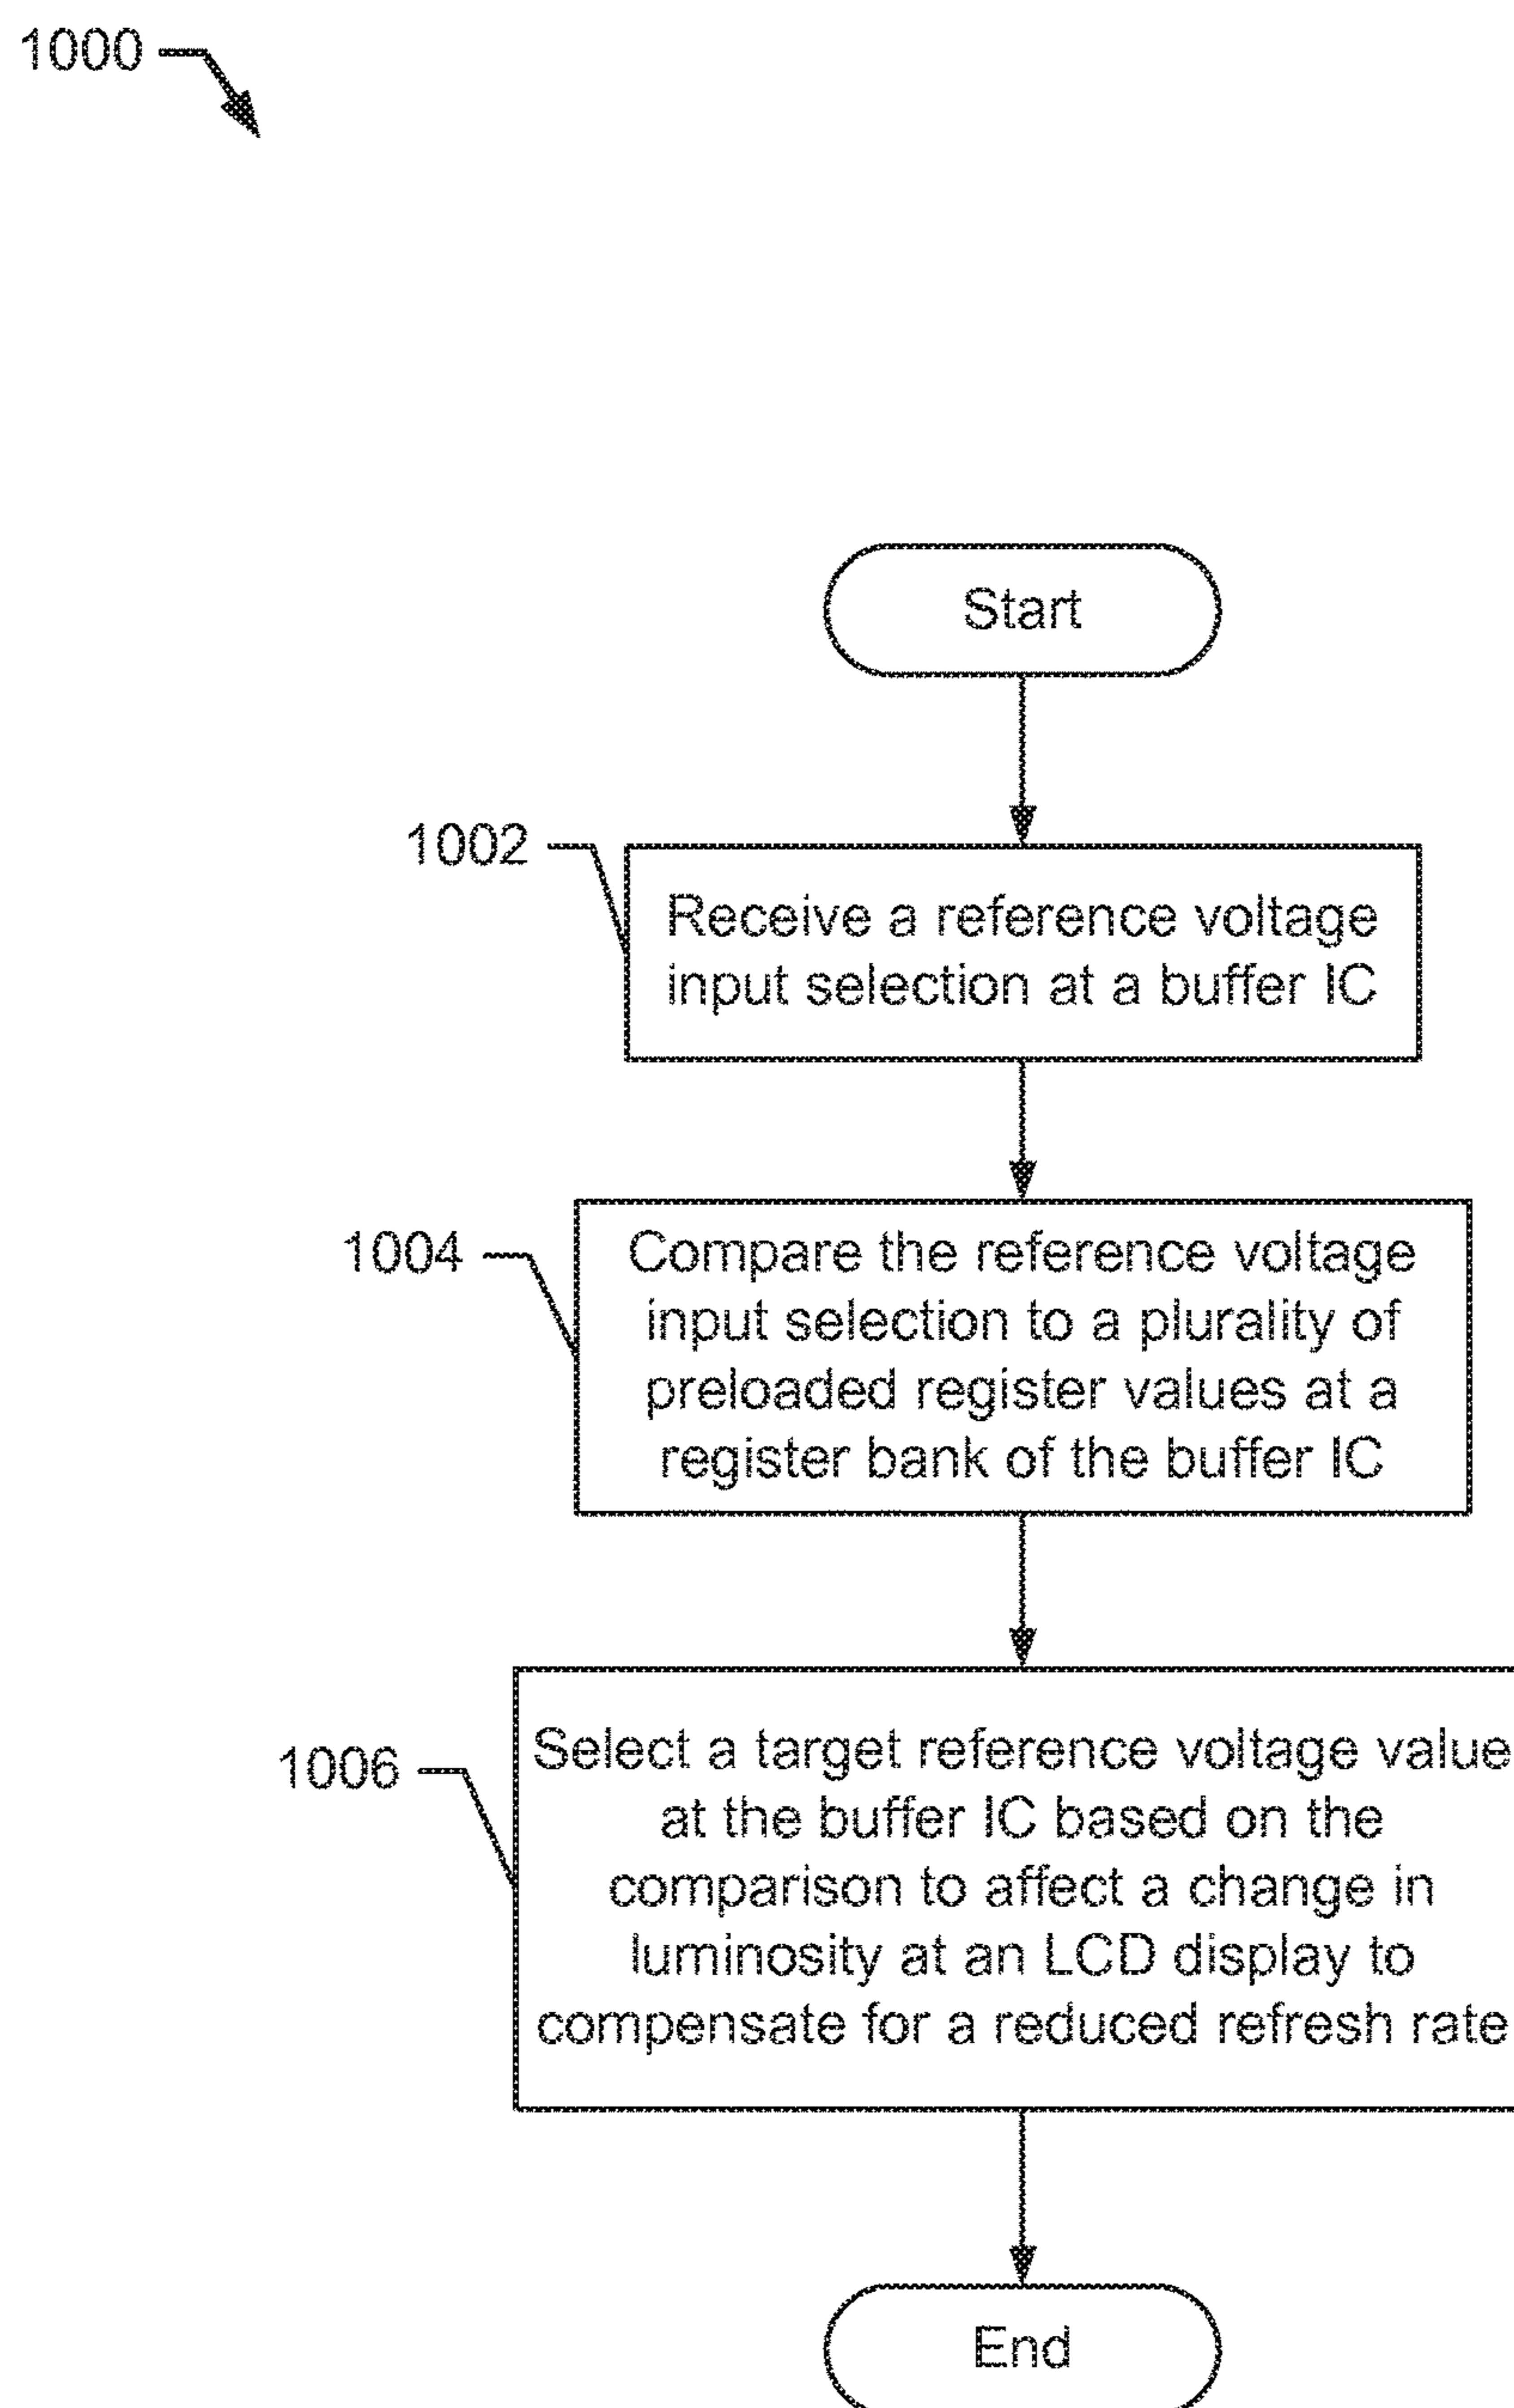 1000
Start
1002
Receive a reference voltage
input selection at a buffer IC
1004
Compare the reference voltage
input selection to a plurality of
preloaded register values at a
register bank of the buffer IC
1006
Select a target reference voltage value
at the buffer IC based on the
comparison to affect a change in
luminosity at an LCD display to
compensate for a reduced refresh rate
End